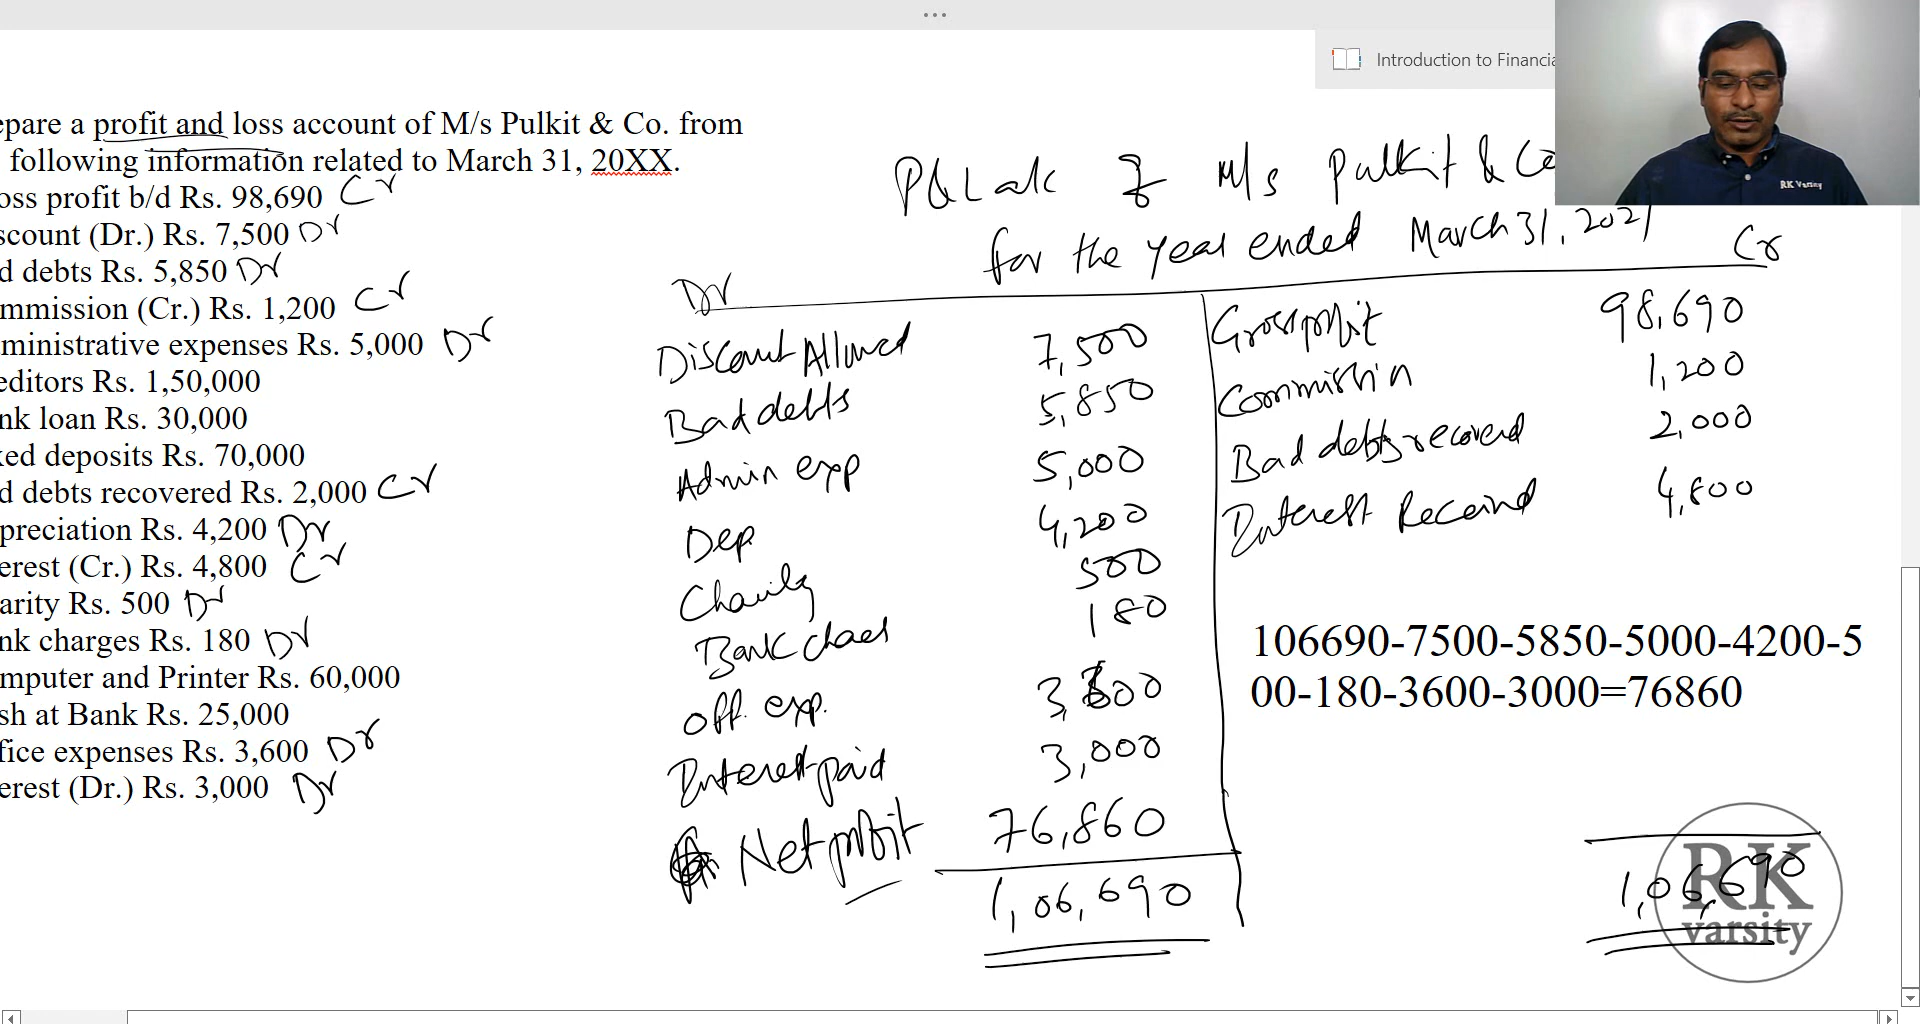 ...
Introduction to Financia
epare a profit and loss account of M/s Pulkit & Co. from
following information related to March 31, 20XX.
oss profit b/d Rs. 98,690 Cr
scount (Dr.) Rs. 7,500 Dr
d debts Rs. 5,850 Dr
mmission (Cr.) Rs. 1,200 Cr
ministrative expenses Rs. 5,000 Dr
editors Rs. 1,50,000
nk loan Rs. 30,000
xed deposits Rs. 70,000
d debts recovered Rs. 2,000 Cr
preciation Rs. 4,200 Dr
erest (Cr.) Rs. 4,800 Cr
arity Rs. 500 Dr
nk charges Rs. 180 Dr
mputer and Printer Rs. 60,000
sh at Bank Rs. 25,000
fice expenses Rs. 3,600 Dr
erest (Dr.) Rs. 3,000 Dr
RK Varsity
P&L a/c of M/s Pulkit & Co
for the year ended March 31, 2021
Dr Cr
Discount Allowed 7,500 Gross profit 98,690
Bad debts 5,850 Commission 1,200
Admin exp 5,000 Bad debts recovered 2,000
Dep 4,200 Interest Received 4,800
Charity 500
Bank 180
off. exp. 3,600
Interest paid 3,000
Net profit 76,860
1,06,690 1,06,690
106690-7500-5850-5000-4200-5
00-180-3600-3000=76860
RK
varsity